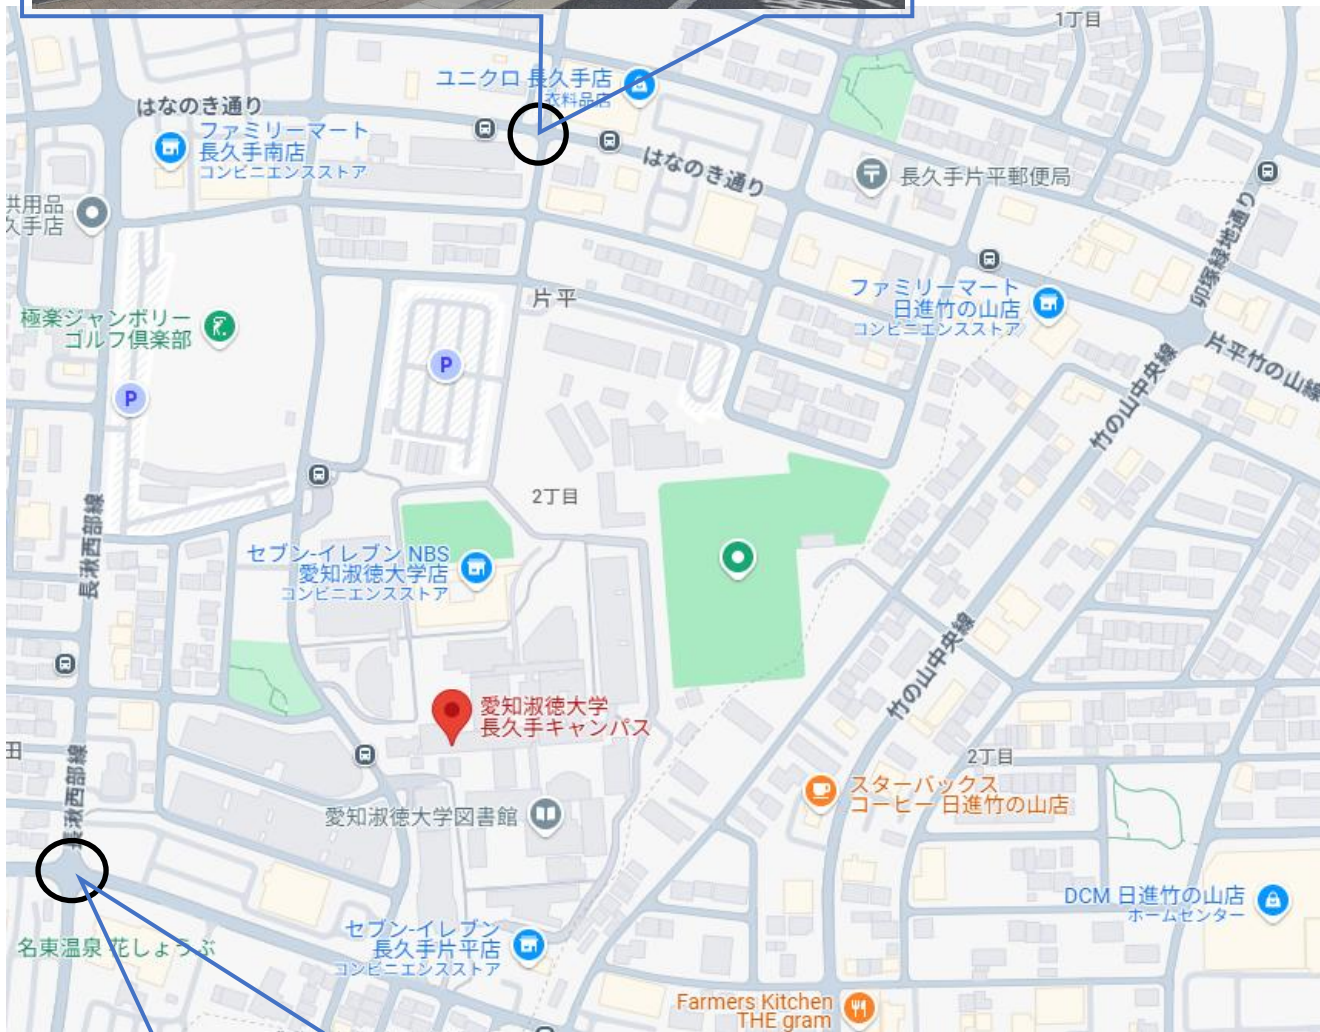 1丁目
ユニクロ 長久手店
衣料品店
はなのき通り
ファミリーマート
長久手南店
コンビニエンスストア
はなのき通り
長久手片平郵便局
供用品
久手店
卯塚緑地通り
片平
ファミリーマート
日進竹の山店
コンビニエンスストア
極楽ジャンボリー
ゴルフ倶楽部
P
P
片平竹の山線
竹の山中央線
2丁目
長湫西部線
セブン-イレブン NBS
愛知淑徳大学店
コンビニエンスストア
竹の山中央線
愛知淑徳大学
長久手キャンパス
田
長湫西部線
2丁目
スターバックス
コーヒー 日進竹の山店
愛知淑徳大学図書館
DCM 日進竹の山店
ホームセンター
名東温泉 花しょうぶ
セブン-イレブン
長久手片平店
コンビニエンスストア
Farmers Kitchen
THE gram